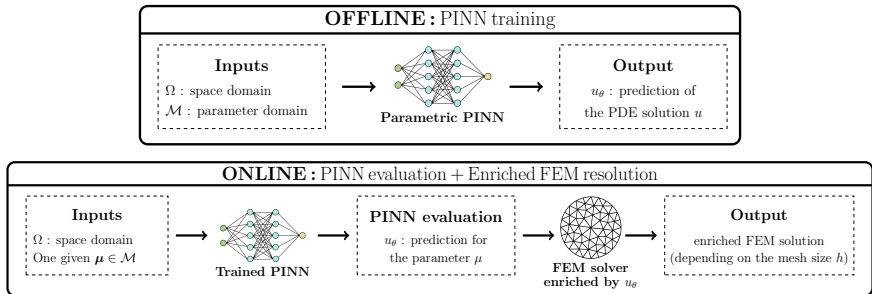 OFFLINE : PINN training
Inputs
Ω : space domain
ℳ : parameter domain
Parametric PINN
Output
u_θ : prediction of
the PDE solution u
ONLINE : PINN evaluation + Enriched FEM resolution
Inputs
Ω : space domain
One given μ ∈ ℳ
Trained PINN
PINN evaluation
u_θ : prediction for
the parameter μ
FEM solver
enriched by u_θ
Output
enriched FEM solution
(depending on the mesh size h)